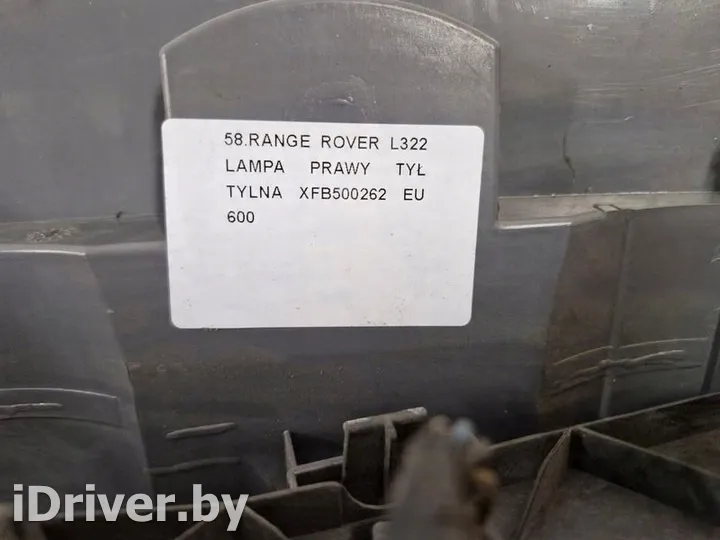 58.RANGE ROVER L322
LAMPA PRAWY TYŁ
TYLNA XFB500262 EU
600
iDriver.by